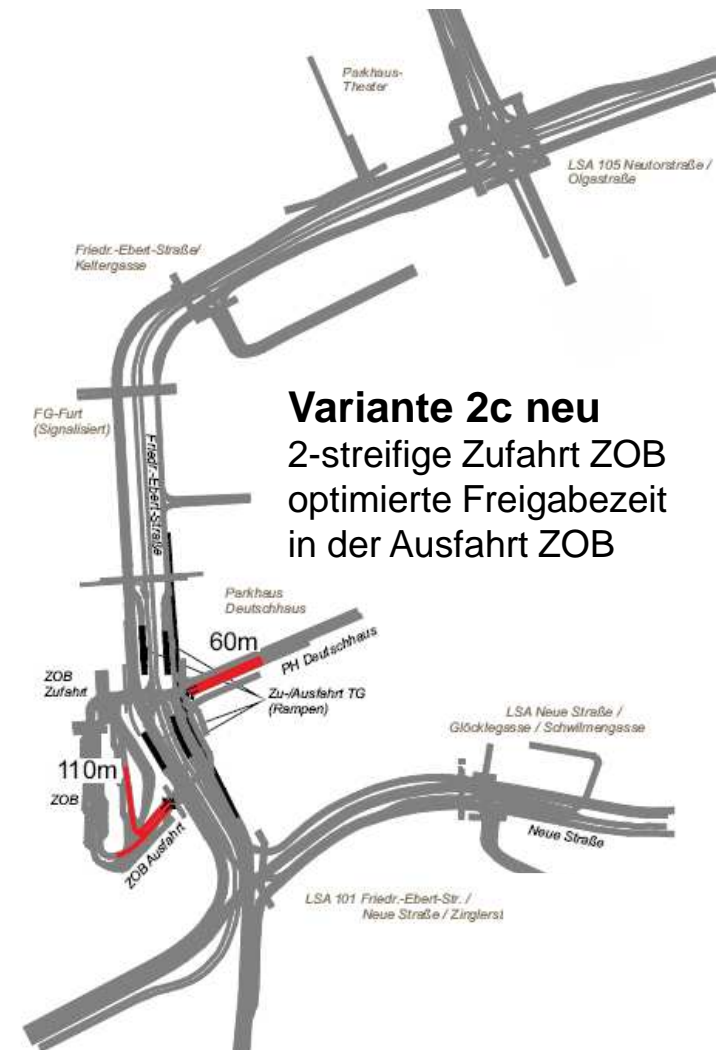 Parkhaus-
Theater
LSA 105 Neutorstraße /
Olgastraße
Friedr.-Ebert-Straße/
Keltergasse
FG-Furt
(Signalisiert)
Friedr.-Ebert-Straße
Variante 2c neu
2-streifige Zufahrt ZOB
optimierte Freigabezeit
in der Ausfahrt ZOB
Parkhaus
Deutschhaus
60m
PH Deutschhaus
ZOB
Zufahrt
Zu-/Ausfahrt TG
(Rampen)
LSA Neue Straße /
Glöcklegasse / Schwilmengasse
110m
ZOB
ZOB Ausfahrt
Neue Straße
LSA 101 Friedr.-Ebert-Str. /
Neue Straße / Zinglerst